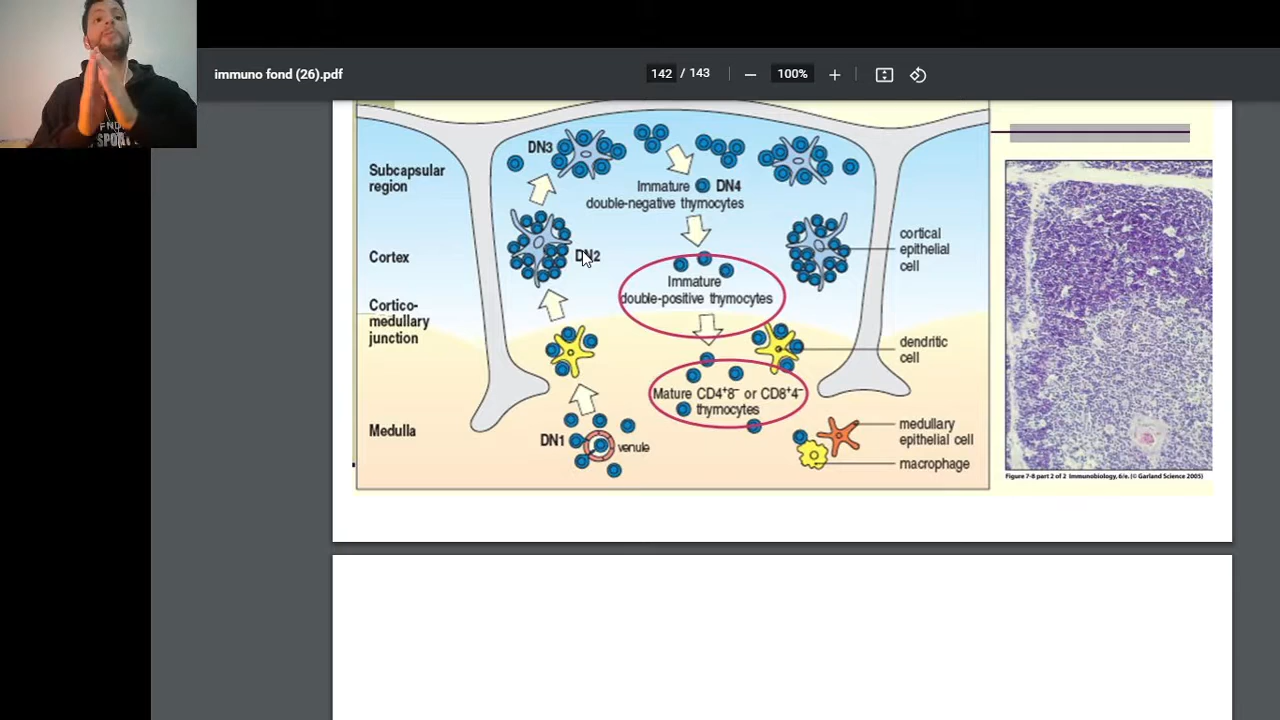 immuno fond (26).pdf
142 / 143
100%
DN3
Subcapsular
region
Immature DN4
double-negative thymocytes
cortical
epithelial
cell
Cortex
DN2
Immature
double-positive thymocytes
Cortico-
medullary
junction
dendritic
cell
Mature CD4⁺8⁻ or CD8⁺4⁻
thymocytes
Medulla
DN1
venule
medullary
epithelial cell
macrophage
Figure 7-8 part 2 of 2 Immunobiology, 6/e. (© Garland Science 2005)
SPORT